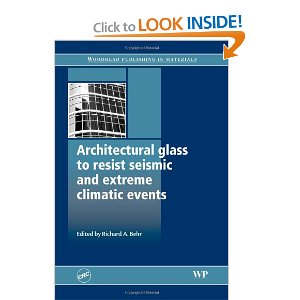 Click to LOOK INSIDE!
WOODHEAD PUBLISHING IN MATERIALS
Architectural glass
to resist seismic
and extreme
climatic events
Edited by Richard A. Behr
CRC
WP